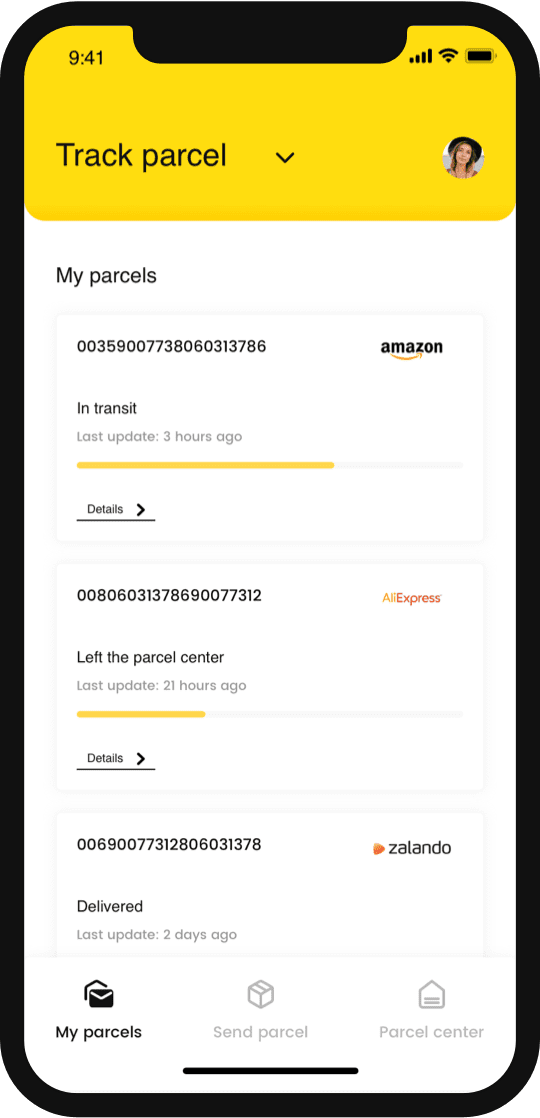 9:41
Track parcel
My parcels
00359007738060313786
amazon
In transit
Last update: 3 hours ago
Details
00806031378690077312
AliExpress
Left the parcel center
Last update: 21 hours ago
Details
00690077312806031378
zalando
Delivered
Last update: 2 days ago
My parcels
Send parcel
Parcel center